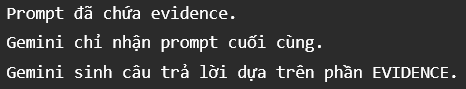 Prompt đã chứa evidence.
Gemini chỉ nhận prompt cuối cùng.
Gemini sinh câu trả lời dựa trên phần EVIDENCE.